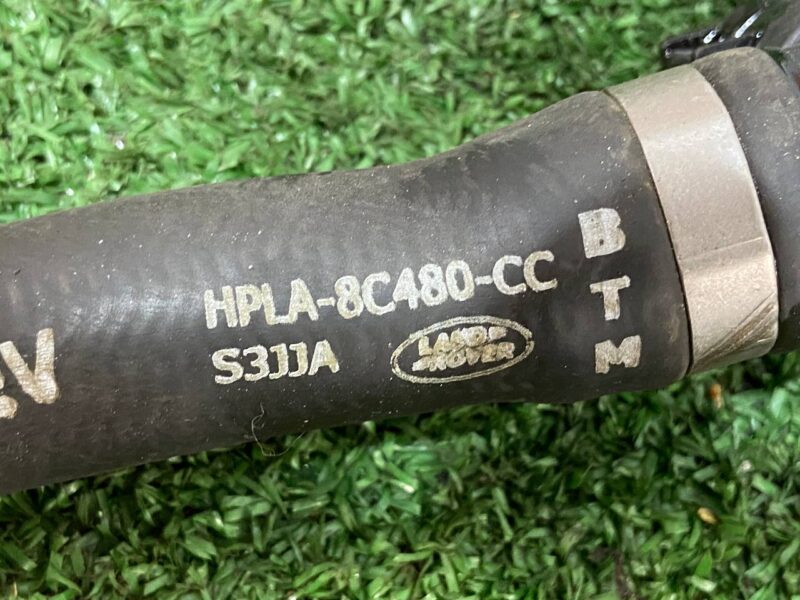 HPLA-8C480-CC
S3JJA
LAND
ROVER
B
T
M
V